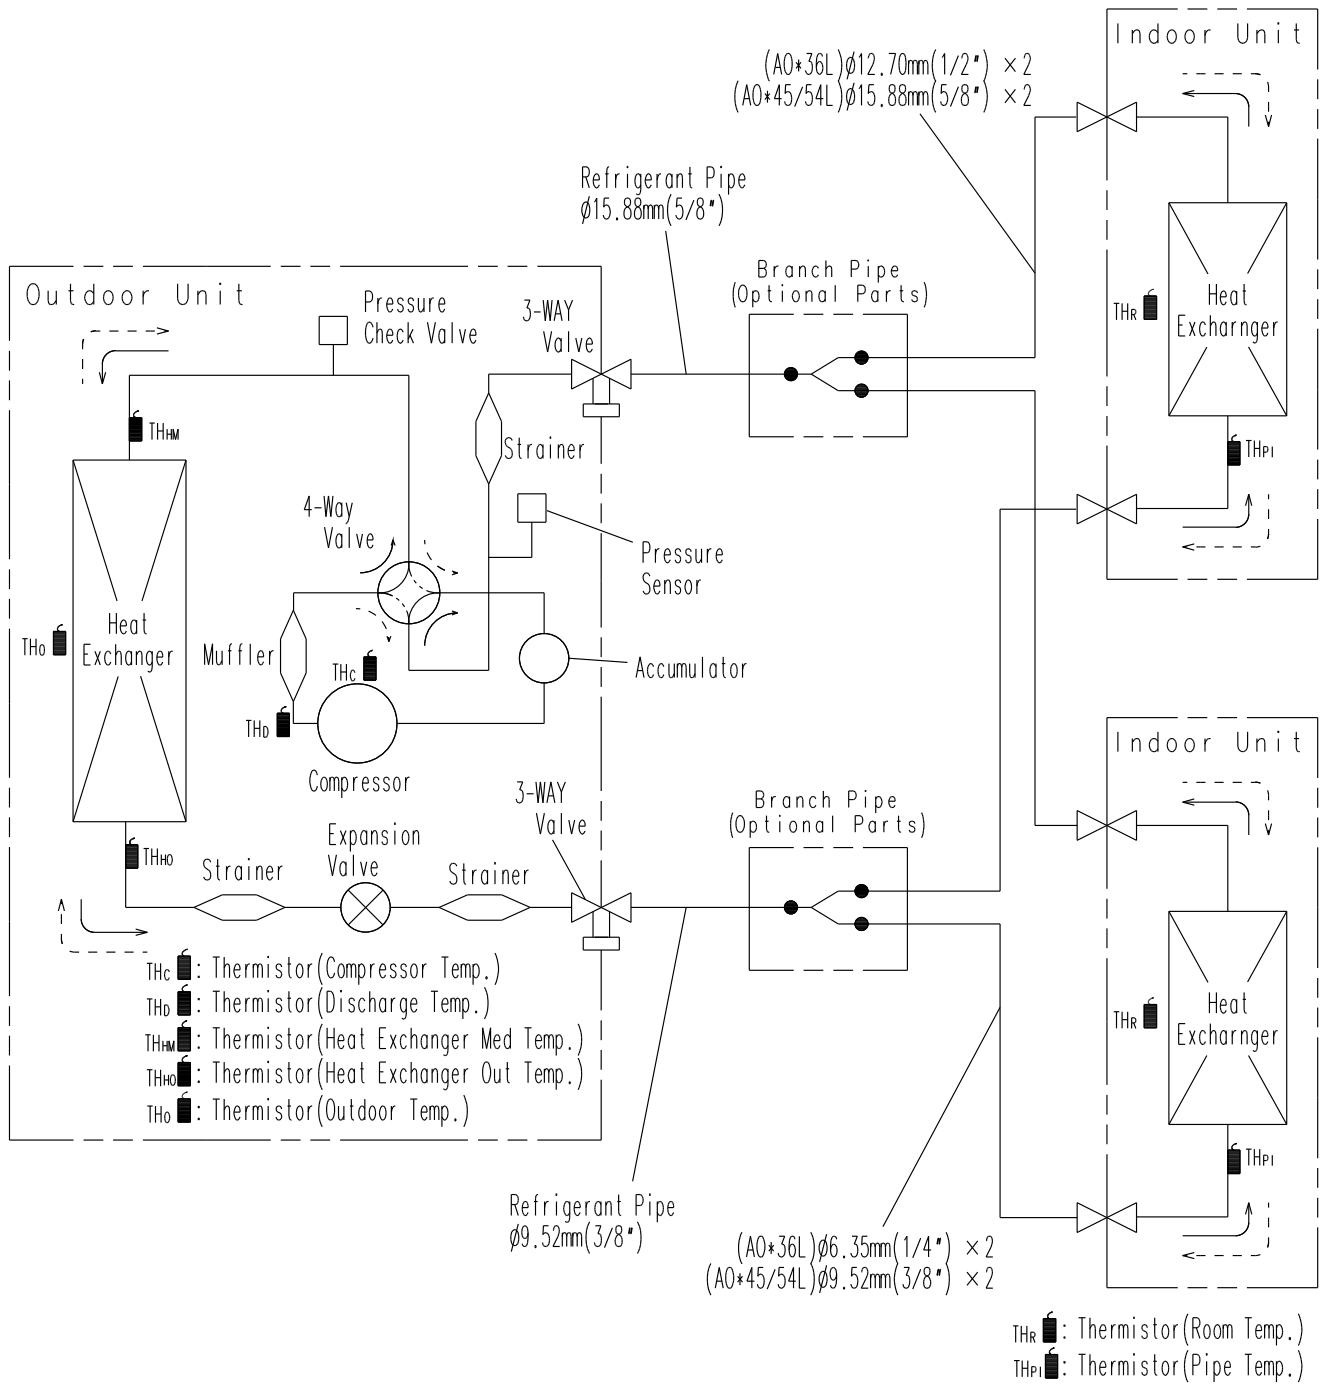 Indoor Unit
(AO*36L)Ø12.70mm(1/2") ×2
(AO*45/54L)Ø15.88mm(5/8") ×2
Refrigerant Pipe
Ø15.88mm(5/8")
Branch Pipe
(Optional Parts)
Outdoor Unit
Pressure
Check Valve
3-WAY
Valve
THR
Heat
Excharnger
THHM
Strainer
THPI
4-Way
Valve
Pressure
Sensor
THO
Heat
Exchanger
Muffler
THC
Accumulator
THD
Compressor
Indoor Unit
3-WAY
Valve
Branch Pipe
(Optional Parts)
Expansion
Valve
THHO
Strainer
Strainer
THC : Thermistor(Compressor Temp.)
THD : Thermistor(Discharge Temp.)
THHM : Thermistor(Heat Exchanger Med Temp.)
THHO : Thermistor(Heat Exchanger Out Temp.)
THO : Thermistor(Outdoor Temp.)
THR
Heat
Excharnger
THPI
Refrigerant Pipe
Ø9.52mm(3/8")
(AO*36L)Ø6.35mm(1/4") ×2
(AO*45/54L)Ø9.52mm(3/8") ×2
THR : Thermistor(Room Temp.)
THPI : Thermistor(Pipe Temp.)